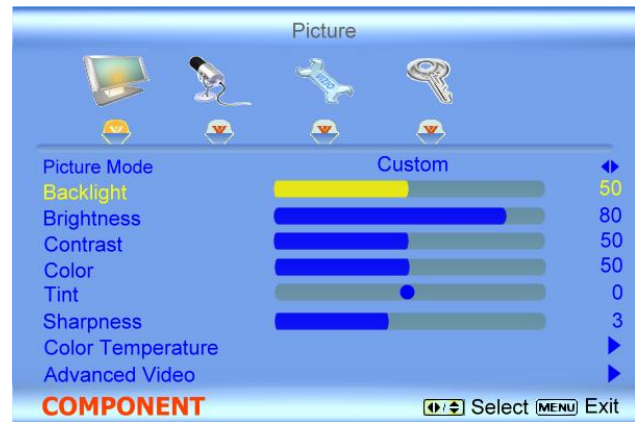 Picture
VIZIO
Picture Mode Custom
Backlight 50
Brightness 80
Contrast 50
Color 50
Tint 0
Sharpness 3
Color Temperature
Advanced Video
COMPONENT Select MENU Exit